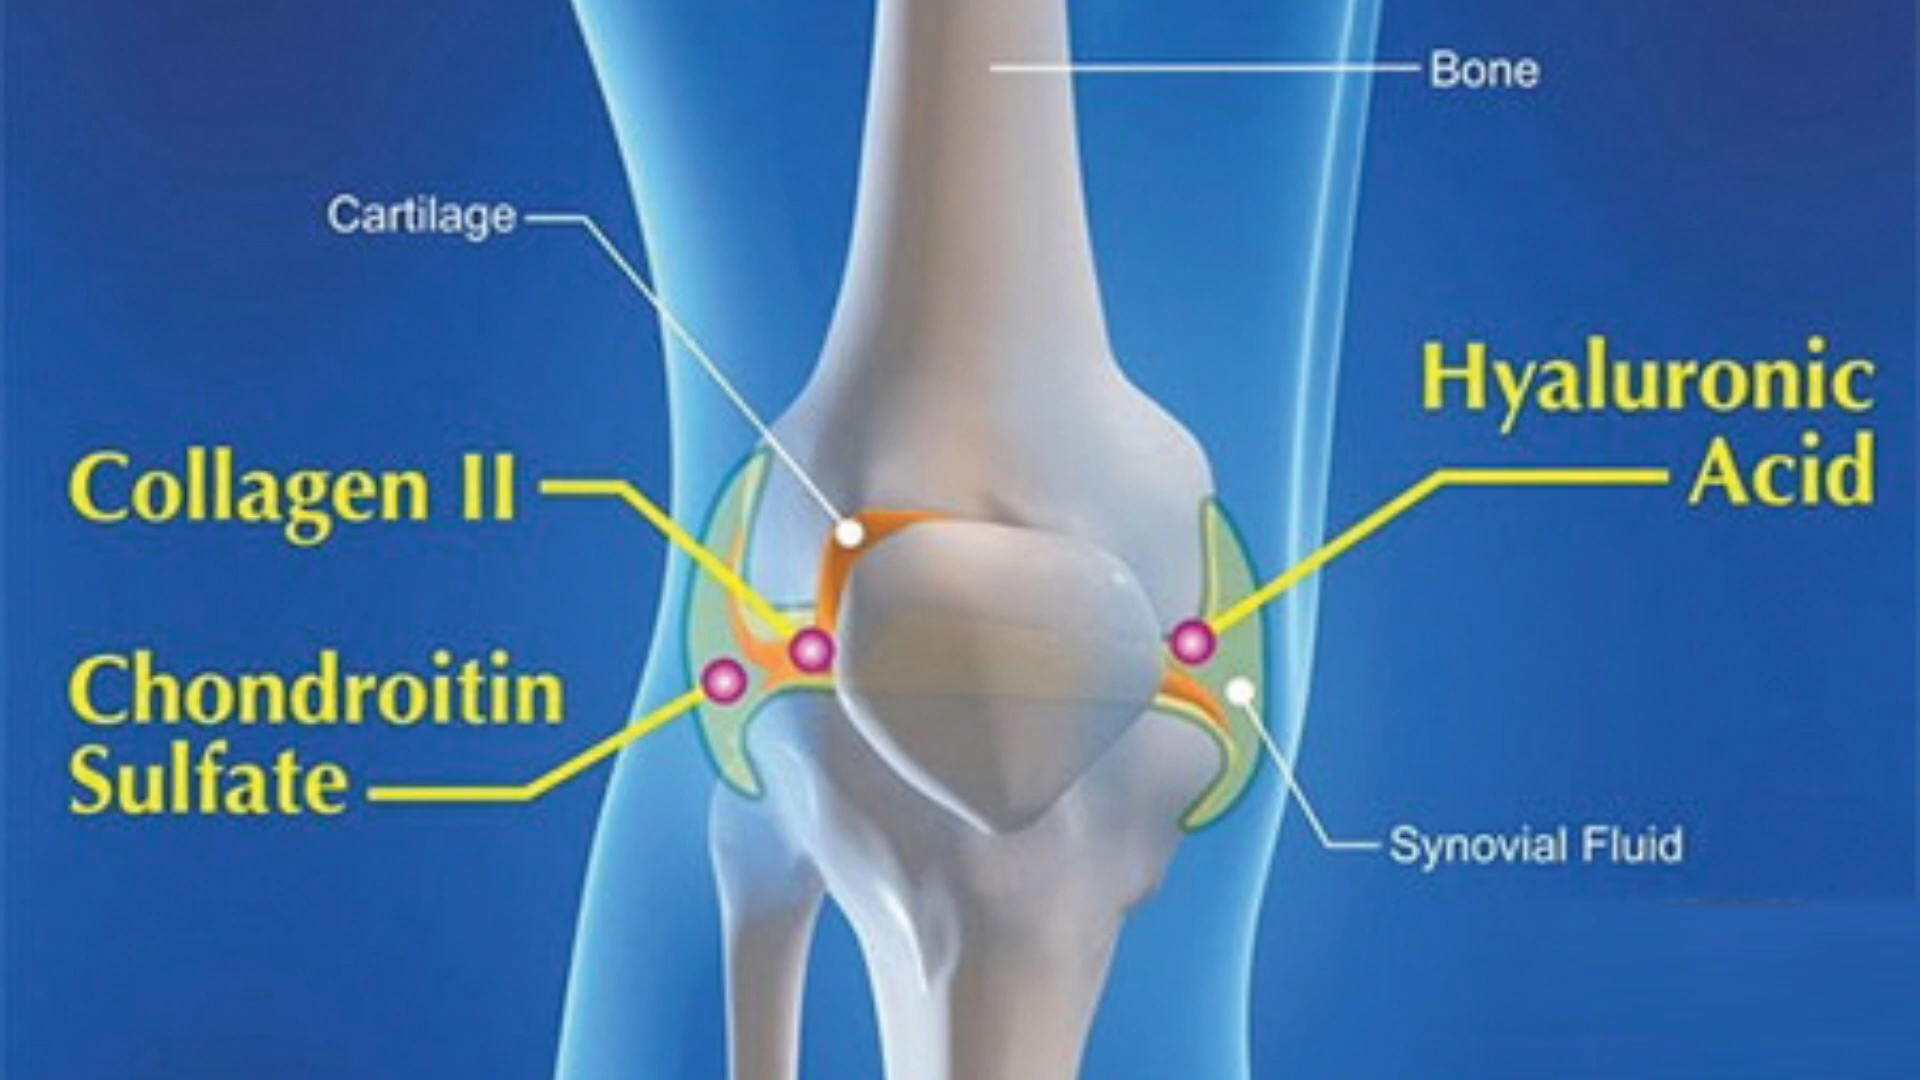 Bone
Cartilage
Hyaluronic
Acid
Collagen II
Chondroitin
Sulfate
Synovial Fluid